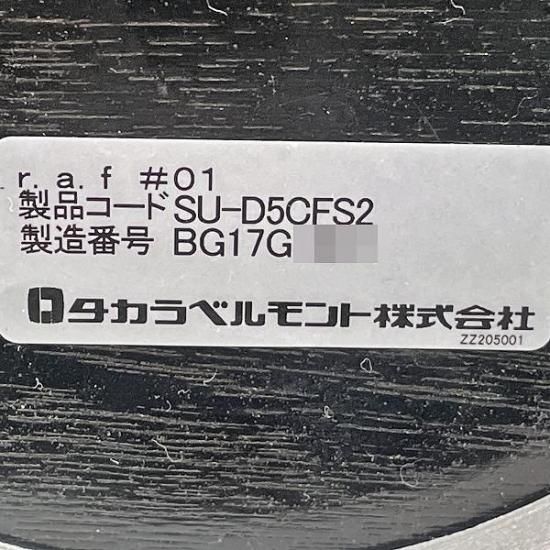 r.a.f #01
製品コード SU-D5CFS2
製造番号 BG17G
タカラベルモント株式会社
ZZ205001